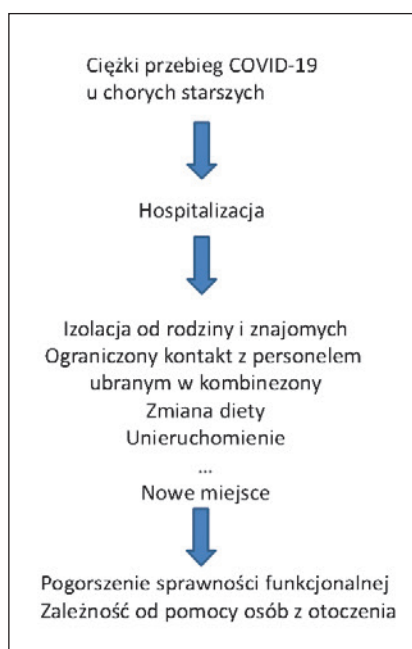 Ciężki przebieg COVID-19
u chorych starszych
Hospitalizacja
Izolacja od rodziny i znajomych
Ograniczony kontakt z personelem
ubranym w kombinezony
Zmiana diety
Unieruchomienie
...
Nowe miejsce
Pogorszenie sprawności funkcjonalnej
Zależność od pomocy osób z otoczenia